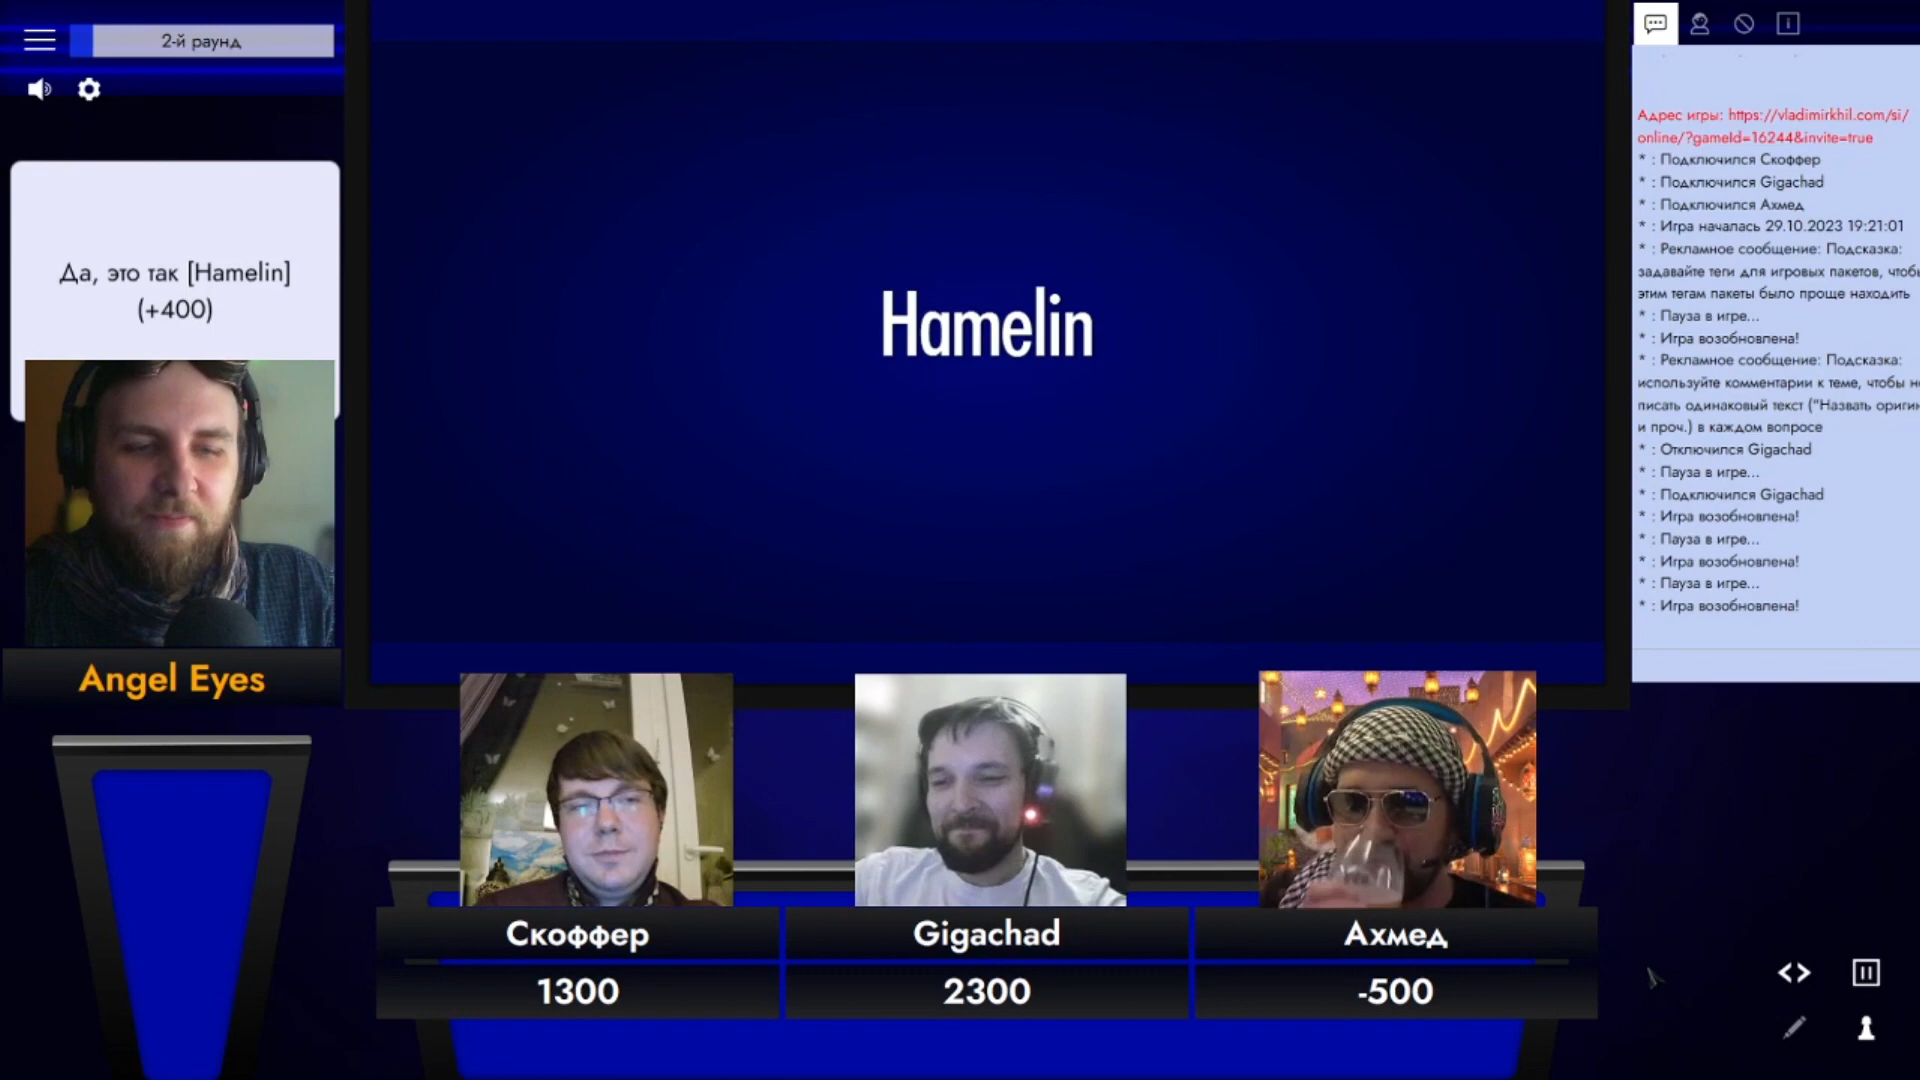 2-й раунд
Да, это так [Hamelin]
(+400)
Angel Eyes
Hamelin
Скоффер
1300
Gigachad
2300
Ахмед
-500
Адрес игры: https://vladimirkhil.com/si/
online/?gameId=16244&invite=true
* : Подключился Скоффер
* : Подключился Gigachad
* : Подключился Ахмед
* : Игра началась 29.10.2023 19:21:01
* : Рекламное сообщение: Подсказка:
задавайте теги для игровых пакетов, чтобы
этим тегам пакеты было проще находить
* : Пауза в игре...
* : Игра возобновлена!
* : Рекламное сообщение: Подсказка:
используйте комментарии к теме, чтобы
писать одинаковый текст ("Назвать
и проч.) в каждом вопросе
* : Отключился Gigachad
* : Пауза в игре...
* : Подключился Gigachad
* : Игра возобновлена!
* : Пауза в игре...
* : Игра возобновлена!
* : Пауза в игре...
* : Игра возобновлена!